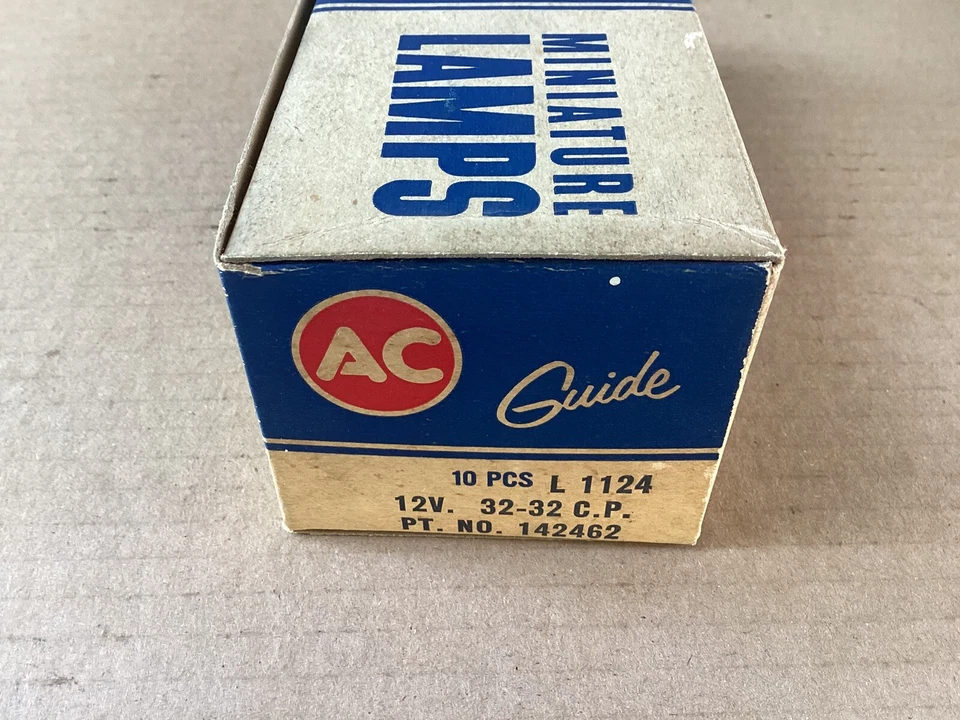 MINIATURE
LAMPS
AC
Guide
10 PCS L 1124
12V. 32-32 C.P.
PT. NO. 142462